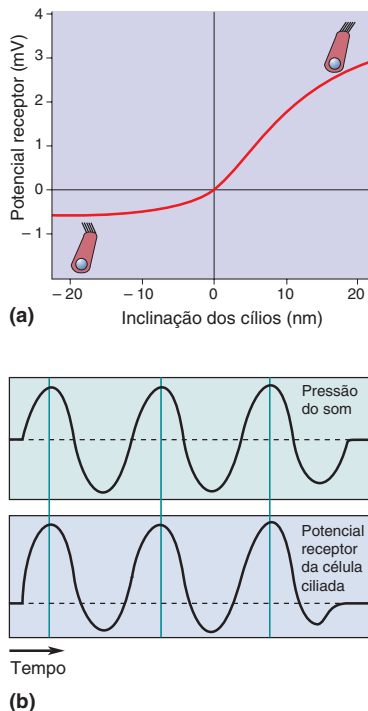 Potencial receptor (mV)
4
3
2
1
0
– 1
– 20
– 10
0
10
20
(a)
Inclinação dos cílios (nm)
Pressão
do som
Potencial
receptor
da célula
ciliada
Tempo
(b)